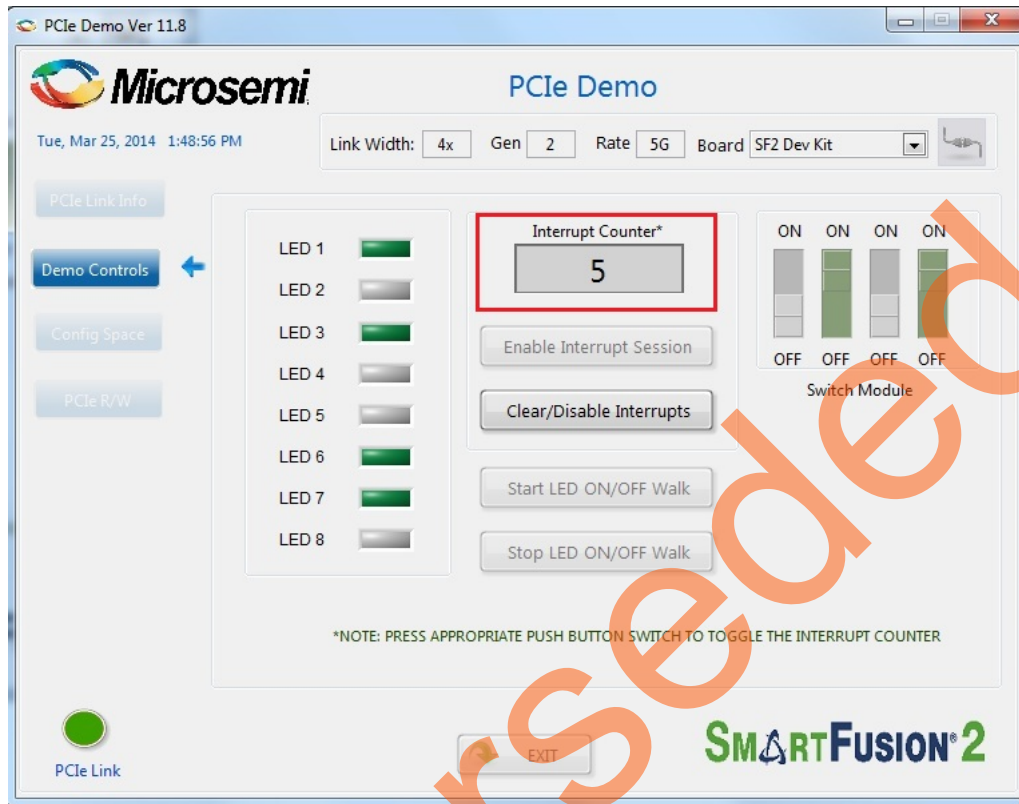 PCIe Demo Ver 11.8
Microsemi
PCIe Demo
Tue, Mar 25, 2014 1:48:56 PM
Link Width: 4x Gen 2 Rate 5G Board SF2 Dev Kit
PCIe Link Info
Demo Controls
Config Space
PCIe R/W
LED 1
LED 2
LED 3
LED 4
LED 5
LED 6
LED 7
LED 8
Interrupt Counter*
5
Enable Interrupt Session
Clear/Disable Interrupts
Start LED ON/OFF Walk
Stop LED ON/OFF Walk
ON ON ON ON
OFF OFF OFF OFF
Switch Module
*NOTE: PRESS APPROPRIATE PUSH BUTTON SWITCH TO TOGGLE THE INTERRUPT COUNTER
PCIe Link
EXIT
SMARTFUSION®2
rseded